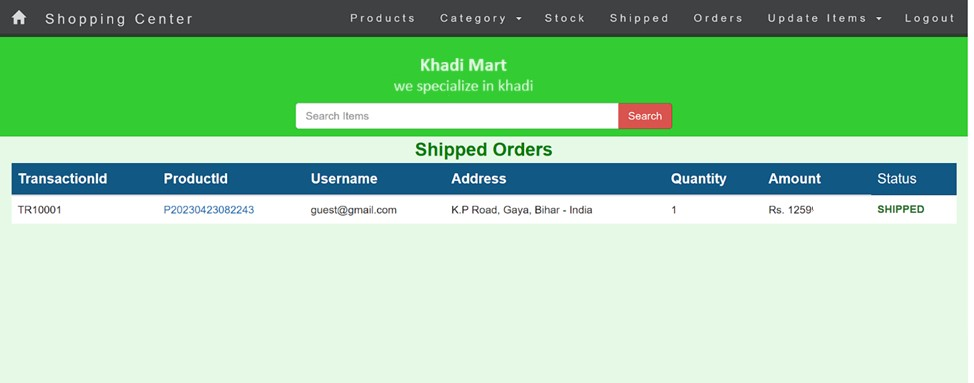 Shopping Center Products Category Stock Shipped Orders Update Items Logout
Khadi Mart
we specialize in khadi
Search Items Search
Shipped Orders
TransactionId ProductId Username Address Quantity Amount Status
TR10001 P20230423082243 guest@gmail.com K.P Road, Gaya, Bihar - India 1 Rs. SHIPPED